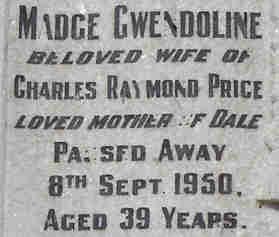 MADGE GWENDOLINE
BELOVED WIFE OF
CHARLES RAYMOND PRICE
LOVED MOTHER OF DALE
PASSED AWAY
8TH SEPT. 1950.
AGED 39 YEARS.